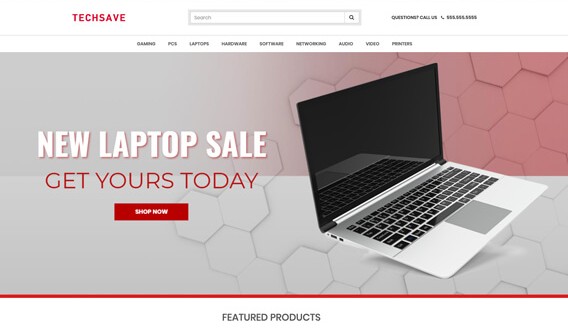 TECHSAVE
Search
QUESTIONS? CALL US 555.555.5555
GAMING PCS LAPTOPS HARDWARE SOFTWARE NETWORKING AUDIO VIDEO PRINTERS
NEW LAPTOP SALE
GET YOURS TODAY
SHOP NOW
FEATURED PRODUCTS